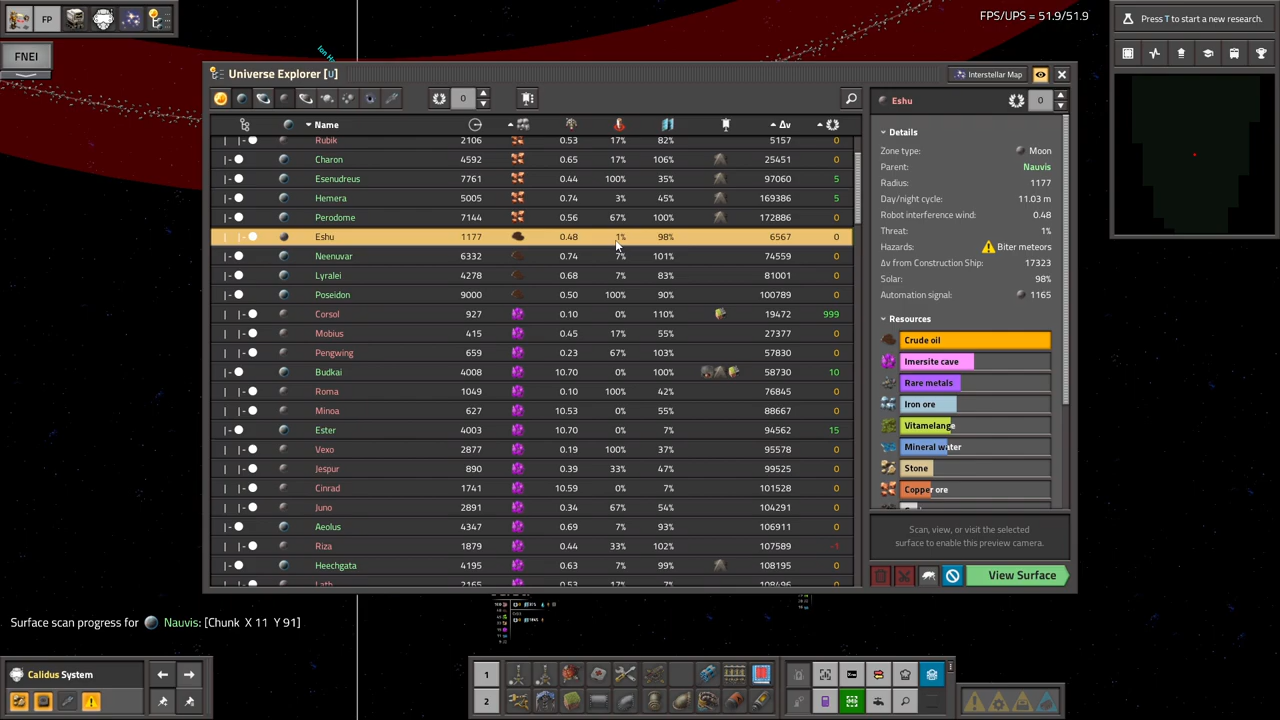 FP
FPS/UPS = 51.9/51.9
Press T to start a new research.
FNEI
Ion
Universe Explorer [U]
Interstellar Map
0
Name
Δv
Rubik 2106 0.53 17% 82% 5157 0
Charon 4592 0.65 17% 106% 25451 0
Esenudreus 7761 0.44 100% 35% 97060 5
Hemera 5005 0.74 3% 45% 169386 5
Perodome 7144 0.56 67% 100% 172886 0
Eshu 1177 0.48 1% 98% 6567 0
Neenuvar 6332 0.74 7% 101% 74559 0
Lyralei 4278 0.68 7% 83% 81001 0
Poseidon 9000 0.50 100% 90% 100789 0
Corsol 927 0.10 0% 110% 19472 999
Mobius 415 0.45 17% 55% 27377 0
Pengwing 659 0.23 67% 103% 57830 0
Budkai 4008 10.70 0% 100% 58730 10
Roma 1049 0.10 100% 42% 76845 0
Minoa 627 10.53 0% 55% 88667 0
Ester 4003 10.70 0% 7% 94562 15
Vexo 2877 0.19 100% 37% 95578 0
Jespur 890 0.39 33% 47% 99525 0
Cinrad 1741 10.59 0% 7% 101528 0
Juno 2891 0.34 67% 54% 104291 0
Aeolus 4347 0.69 7% 93% 106911 0
Riza 1879 0.44 33% 102% 107589 -1
Heechgata 4195 0.63 7% 99% 108195 0
Lath 2165 0.53 17% 7% 108496 0
Eshu 0
Details
Zone type: Moon
Parent: Nauvis
Radius: 1177
Day/night cycle: 11.03 m
Robot interference wind: 0.48
Threat: 1%
Hazards: Biter meteors
Δv from Construction Ship: 17323
Solar: 98%
Automation signal: 1165
Resources
Crude oil
Imersite cave
Rare metals
Iron ore
Vitamelange
Mineral water
Stone
Copper ore
Scan, view, or visit the selected
surface to enable this preview camera.
View Surface
Surface scan progress for Nauvis: [Chunk X 11 Y 91]
Calidus System
1
2